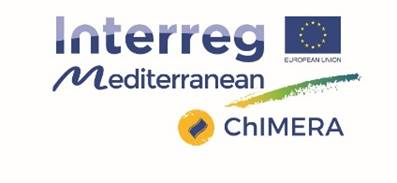 Interreg
EUROPEAN UNION
Mediterranean
ChIMERA